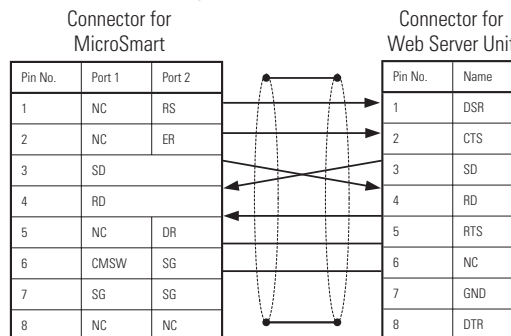 Connector for
MicroSmart
Pin No. Port 1 Port 2
1 NC RS
2 NC ER
3 SD
4 RD
5 NC DR
6 CMSW SG
7 SG SG
8 NC NC
Connector for
Web Server Unit
Pin No. Name
1 DSR
2 CTS
3 SD
4 RD
5 RTS
6 NC
7 GND
8 DTR